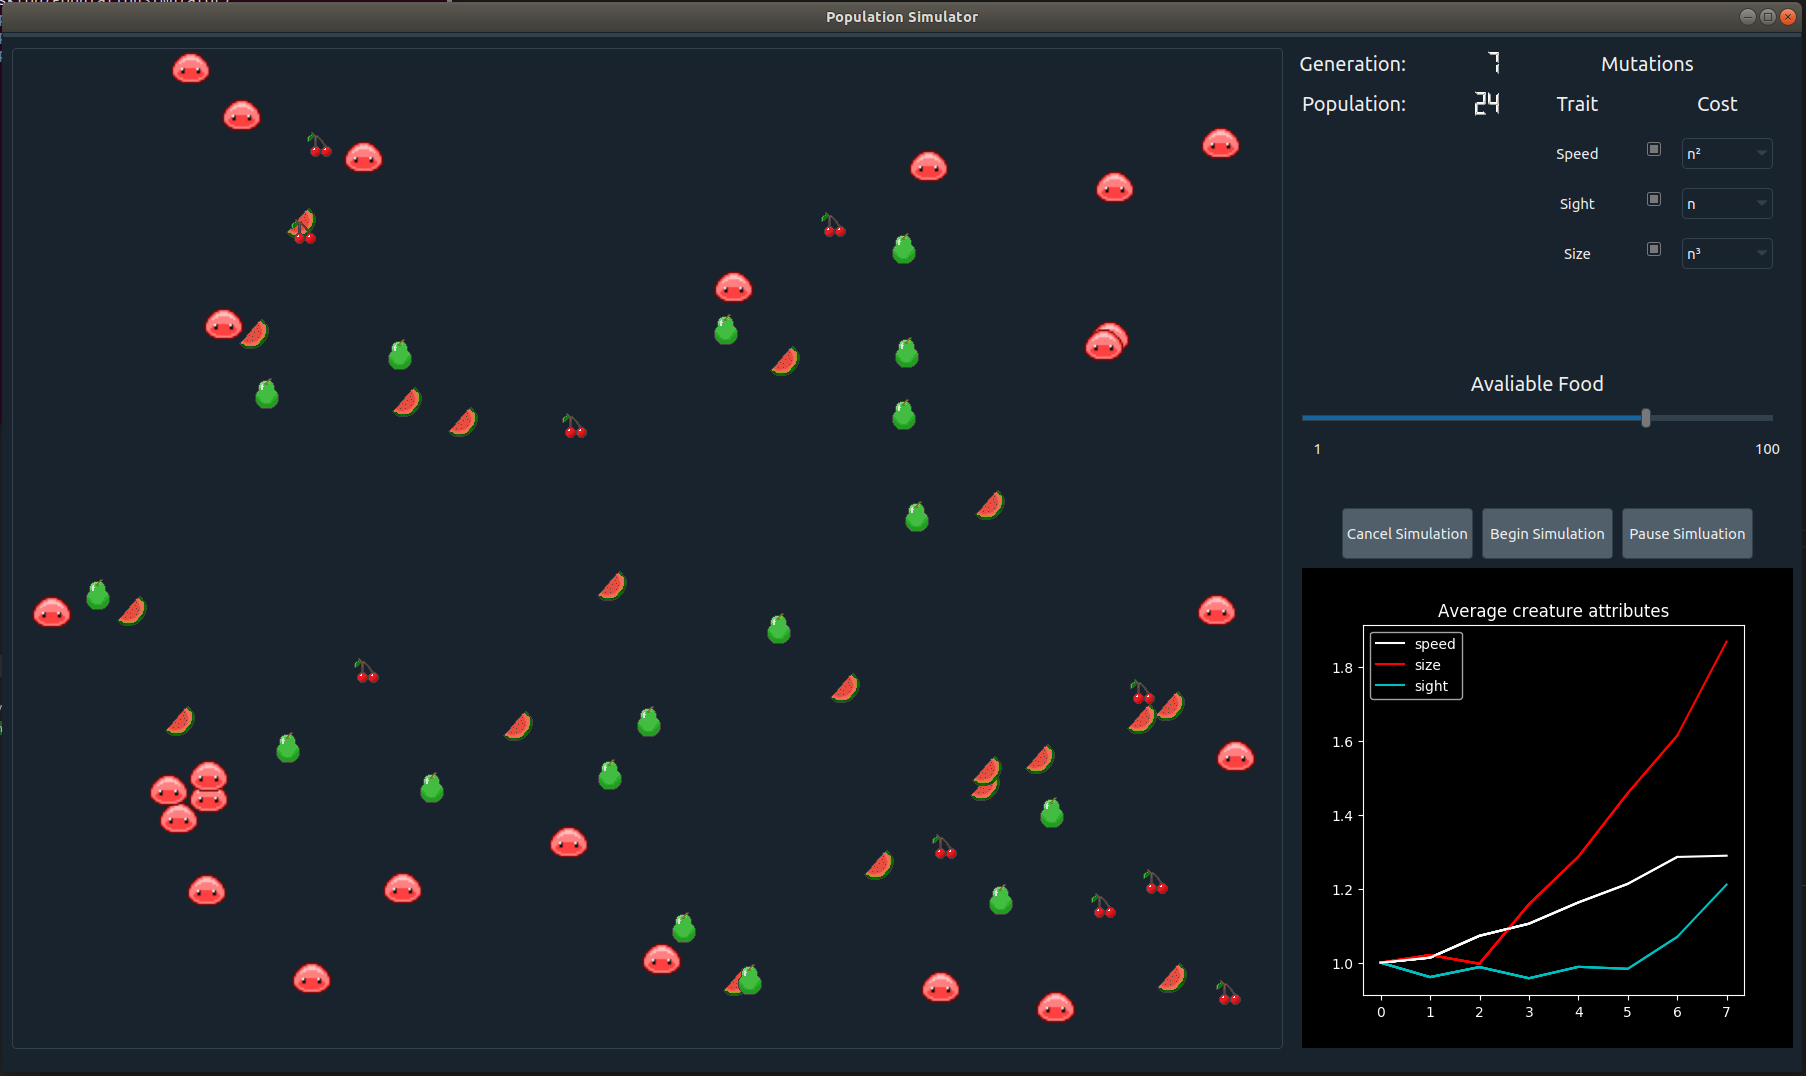 Population Simulator
Generation: 7
Population: 24
Mutations
Trait Cost
Speed n²
Sight n
Size n³
Avaliable Food
1 100
Cancel Simulation
Begin Simulation
Pause Simluation
Average creature attributes
speed
size
sight
1.8
1.6
1.4
1.2
1.0
0 1 2 3 4 5 6 7